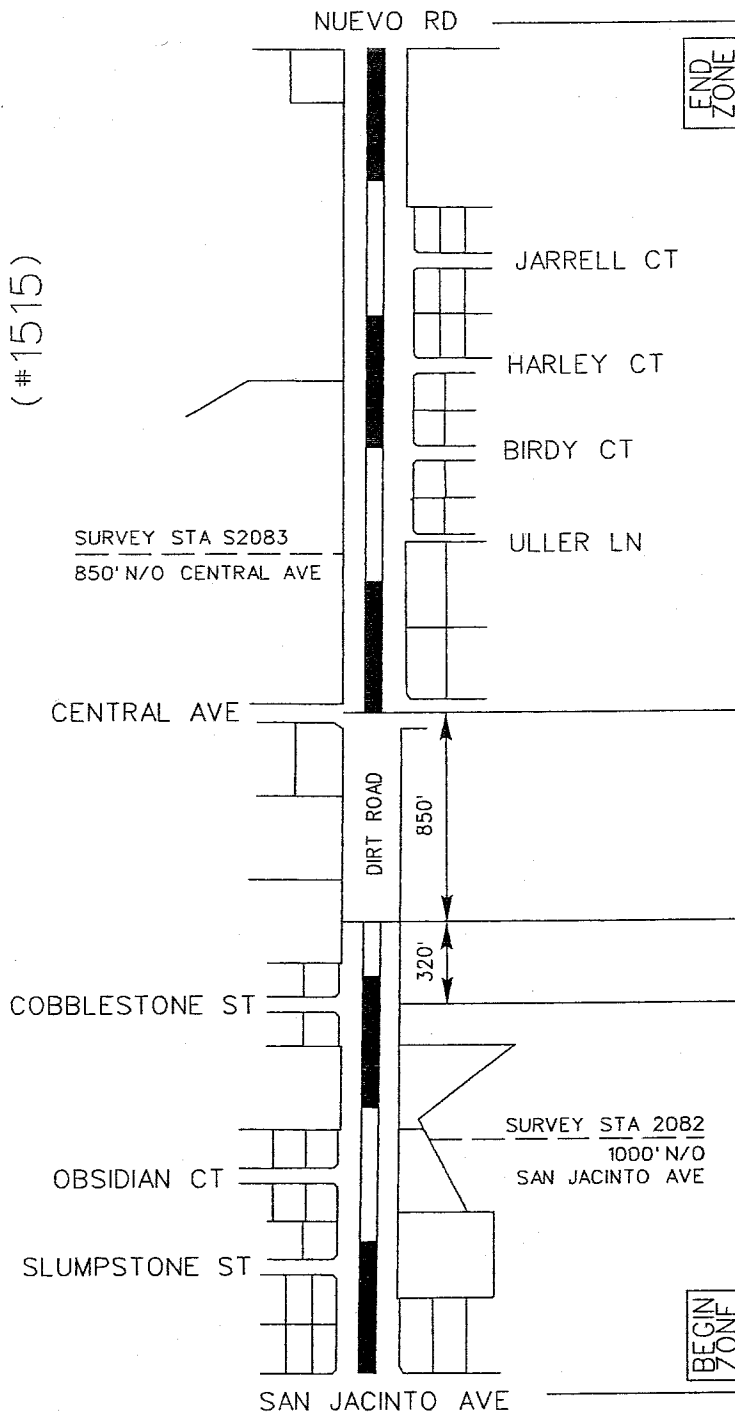 NUEVO RD
END
ZONE
(#1515)
JARRELL CT
HARLEY CT
BIRDY CT
SURVEY STA S2083
850' N/O CENTRAL AVE
ULLER LN
CENTRAL AVE
DIRT ROAD
850'
320'
COBBLESTONE ST
SURVEY STA 2082
1000' N/O
SAN JACINTO AVE
OBSIDIAN CT
SLUMPSTONE ST
BEGIN
ZONE
SAN JACINTO AVE